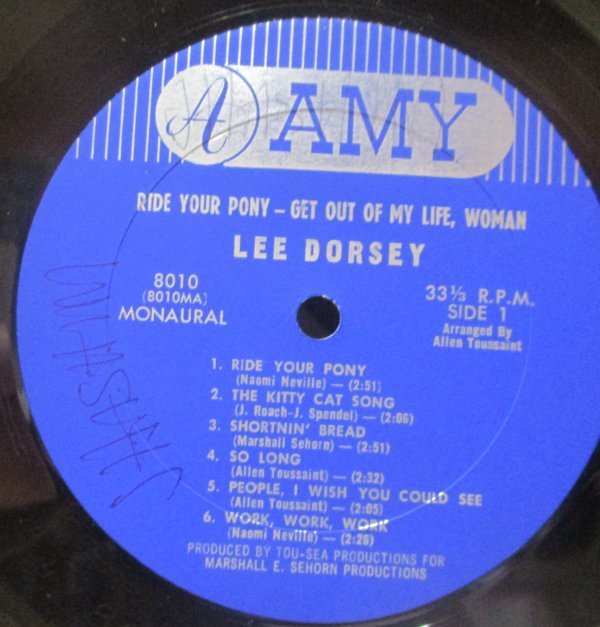 A AMY
RIDE YOUR PONY – GET OUT OF MY LIFE, WOMAN
LEE DORSEY
8010
(8010MA)
MONAURAL
33⅓ R.P.M.
SIDE 1
Arranged By
Allen Toussaint
1. RIDE YOUR PONY
(Naomi Neville) — (2:51)
2. THE KITTY CAT SONG
(J. Roach-J. Spendel) — (2:06)
3. SHORTNIN' BREAD
(Marshall Sehorn) — (2:51)
4. SO LONG
(Allen Toussaint) — (2:32)
5. PEOPLE, I WISH YOU COULD SEE
(Allen Toussaint) — (2:05)
6. WORK, WORK, WORK
(Naomi Neville) — (2:26)
PRODUCED BY TOU-SEA PRODUCTIONS FOR
MARSHALL E. SEHORN PRODUCTIONS